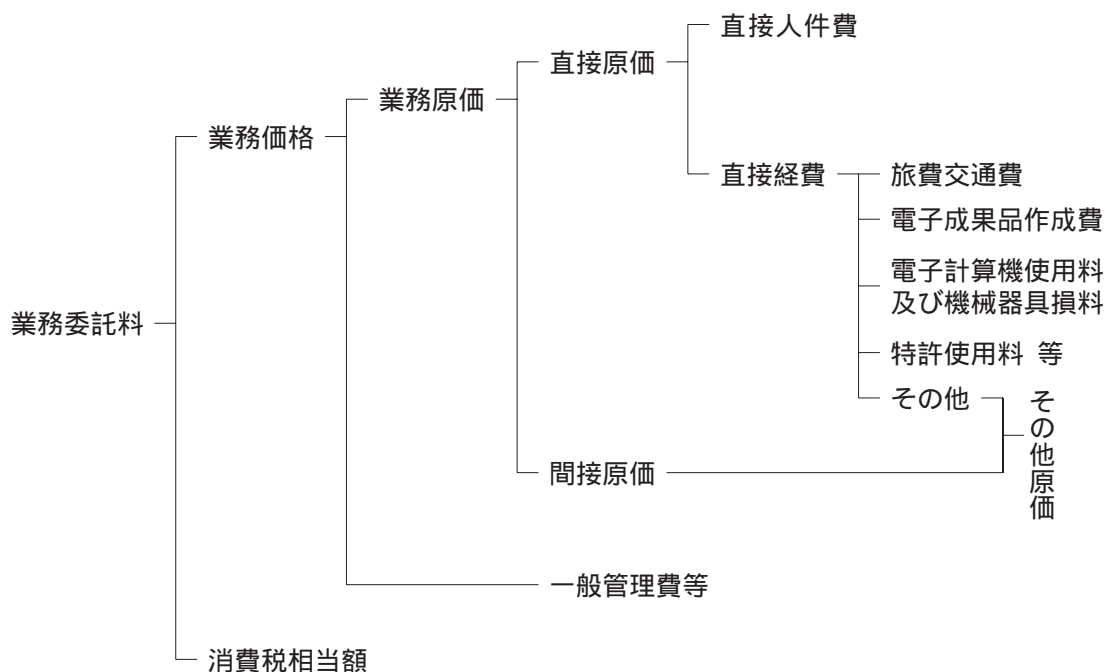 直接人件費
直接原価
業務原価
業務価格
直接経費
旅費交通費
電子成果品作成費
電子計算機使用料
及び機械器具損料
業務委託料
特許使用料 等
その他
その他原価
間接原価
一般管理費等
消費税相当額